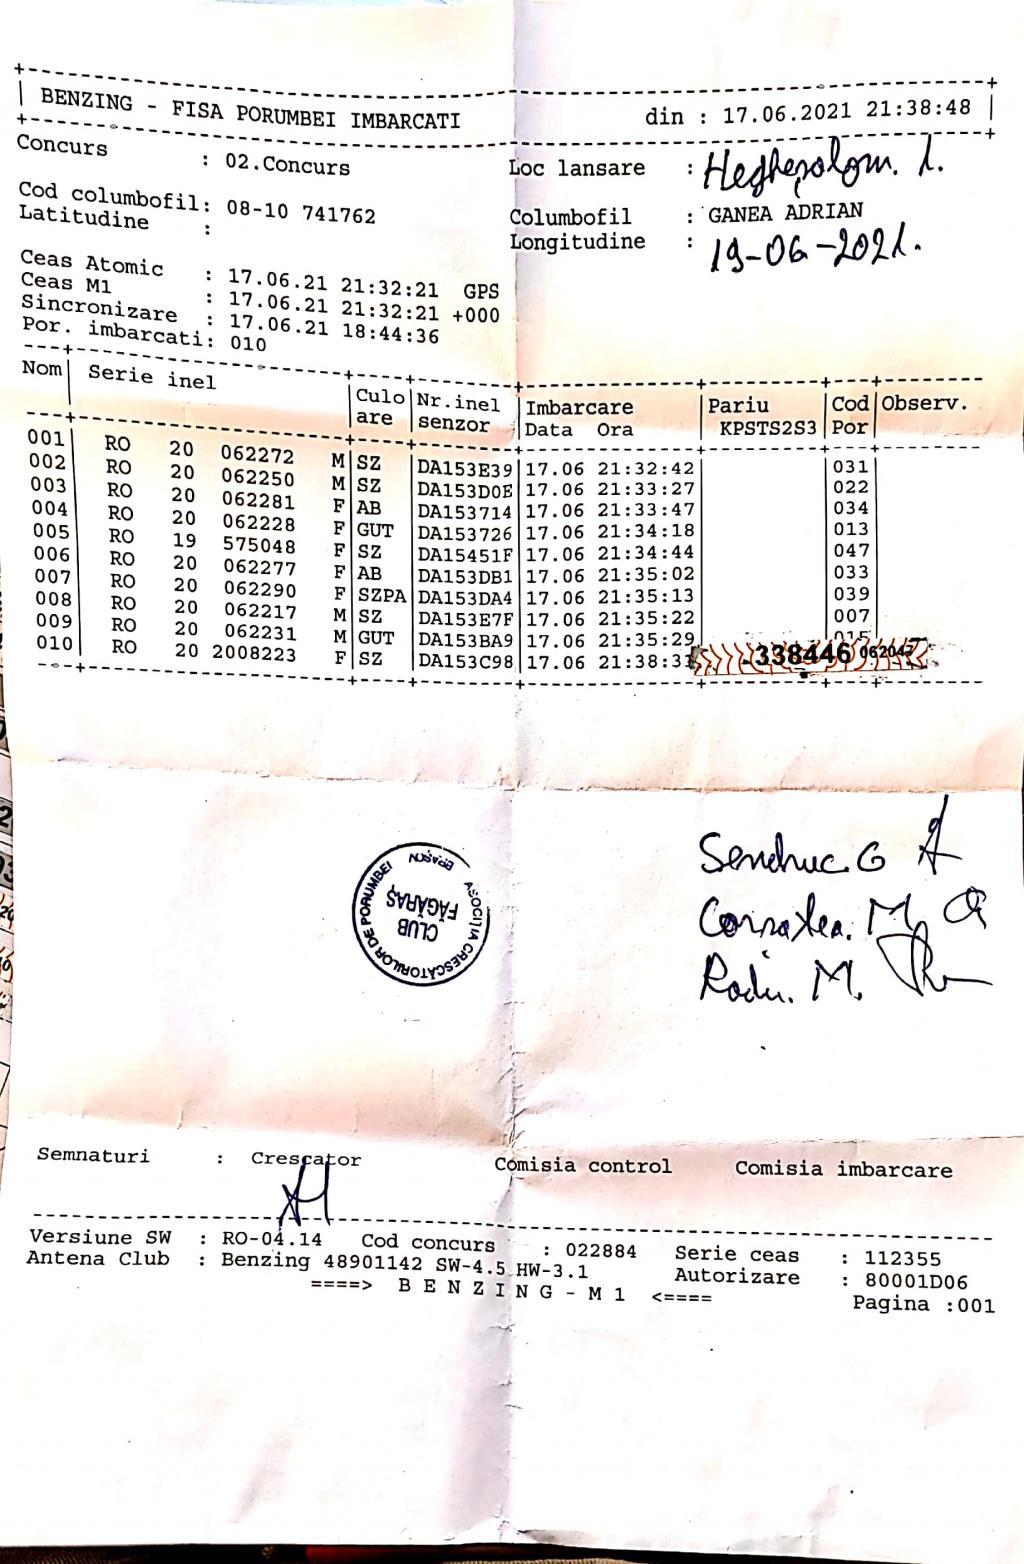 BENZING - FISA PORUMBEI IMBARCATI din : 17.06.2021 21:38:48
Concurs : 02.Concurs Loc lansare :
Cod columbofil: 08-10 741762 Columbofil : GANEA ADRIAN
Latitudine : Longitudine : 19-06-2021.
Ceas Atomic : 17.06.21 21:32:21 GPS
Ceas M1 : 17.06.21 21:32:21 +000
Sincronizare : 17.06.21 18:44:36
Por. imbarcati: 010
Nom Serie inel Culo Nr.inel Imbarcare Pariu Cod Observ.
are senzor Data Ora KPSTS2S3 Por
001 RO 20 062272 M SZ DA153E39 17.06 21:32:42 031
002 RO 20 062250 M SZ DA153D0E 17.06 21:33:27 022
003 RO 20 062281 F AB DA153714 17.06 21:33:47 034
004 RO 20 062228 F GUT DA153726 17.06 21:34:18 013
005 RO 19 575048 F SZ DA15451F 17.06 21:34:44 047
006 RO 20 062277 F AB DA153DB1 17.06 21:35:02 033
007 RO 20 062290 F SZPA DA153DA4 17.06 21:35:13 039
008 RO 20 062217 M SZ DA153E7F 17.06 21:35:22 007
009 RO 20 062231 M GUT DA153BA9 17.06 21:35:29 015
010 RO 20 2008223 F SZ DA153C98 17.06 21:38:31 338446 062047
Sendruc. G
M.
Radu. M.
ASOCIȚIA CRESCĂTORILOR DE PORUMBEI BRAȘOV
CLUB
FĂGĂRAȘ
Semnaturi : Crescator Comisia control Comisia imbarcare
Versiune SW : RO-04.14 Cod concurs : 022884 Serie ceas : 112355
Antena Club : Benzing 48901142 SW-4.5 HW-3.1 Autorizare : 80001D06
====> B E N Z I N G - M 1 <==== Pagina :001